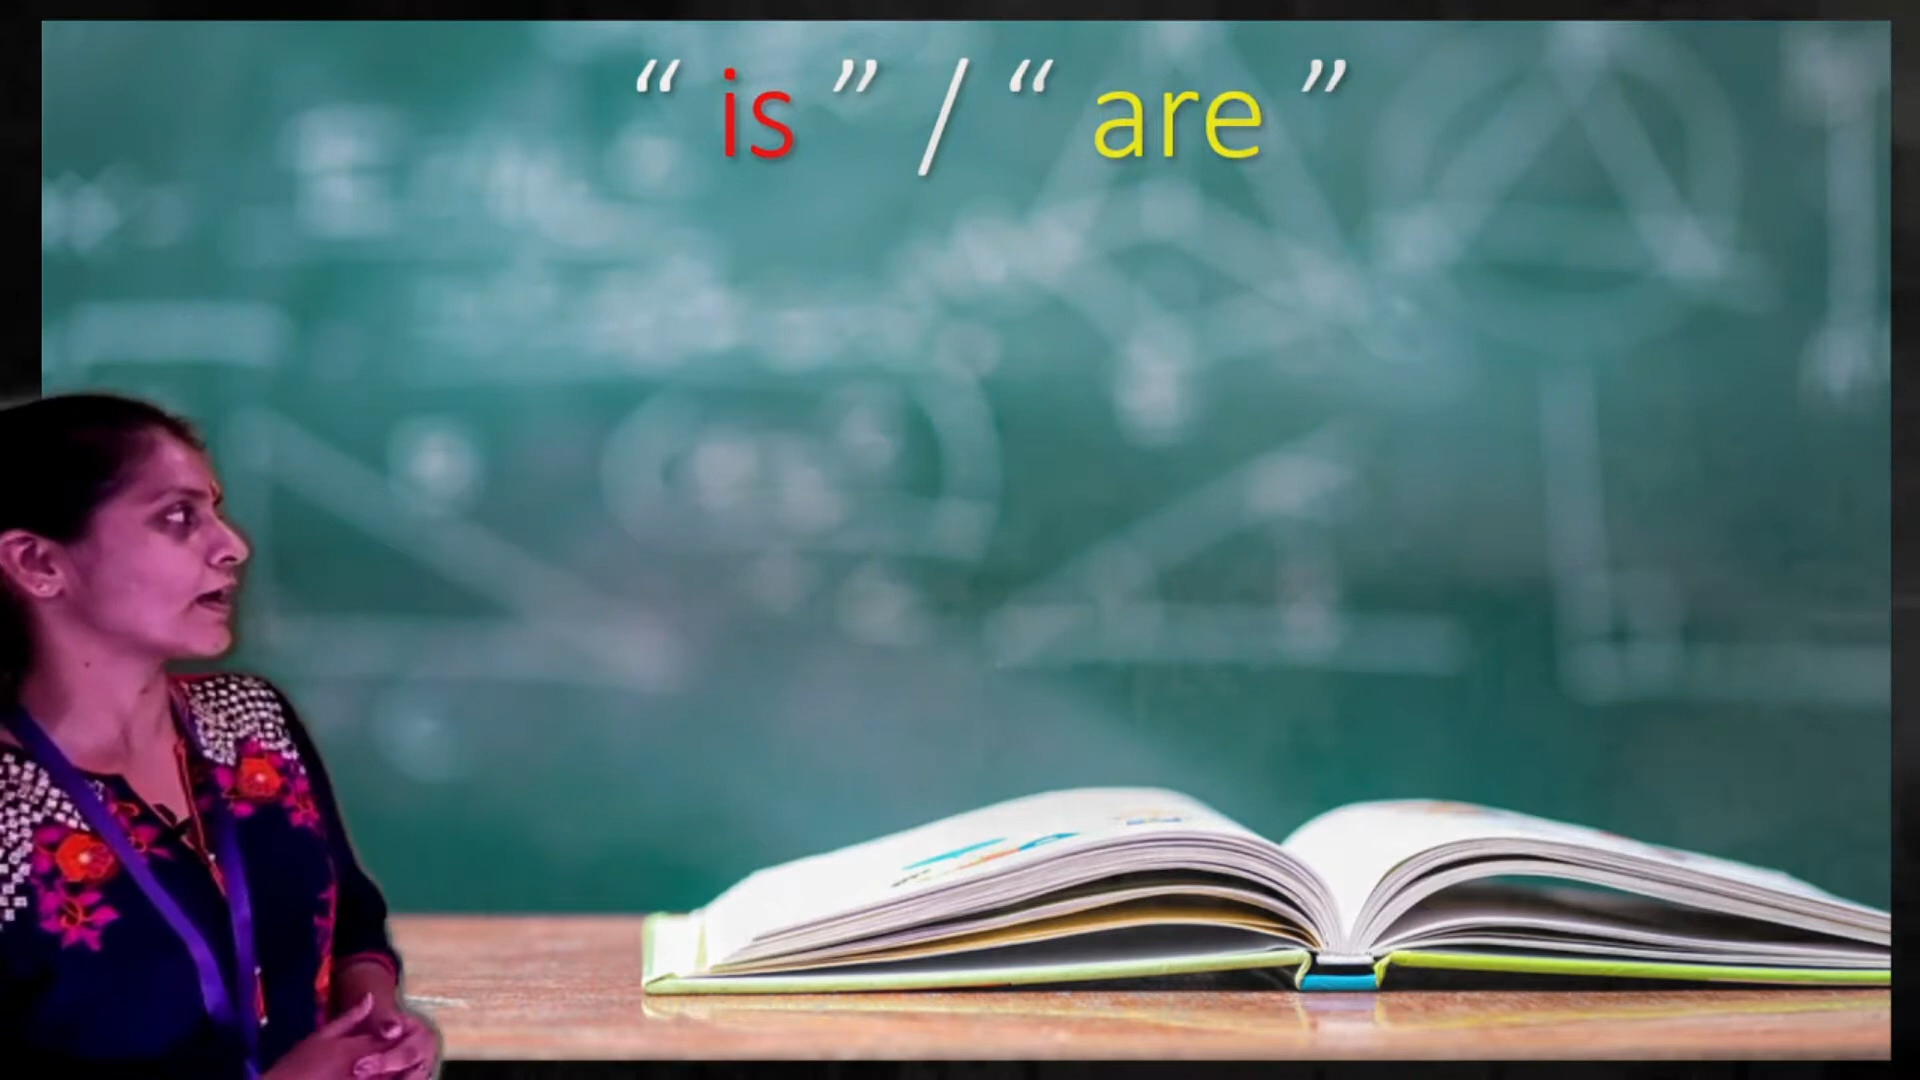 “ is ” / “ are ”